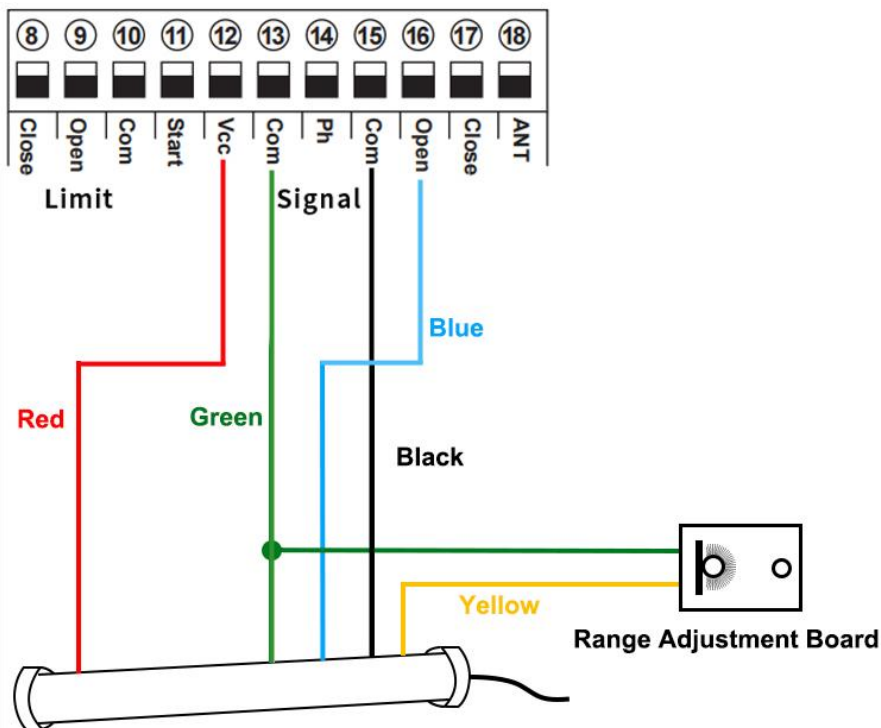 8 9 10 11 12 13 14 15 16 17 18
Close Open Com Start Vcc Com Ph Com Open Close ANT
Limit Signal
Blue
Red Green
Black
Yellow
Range Adjustment Board